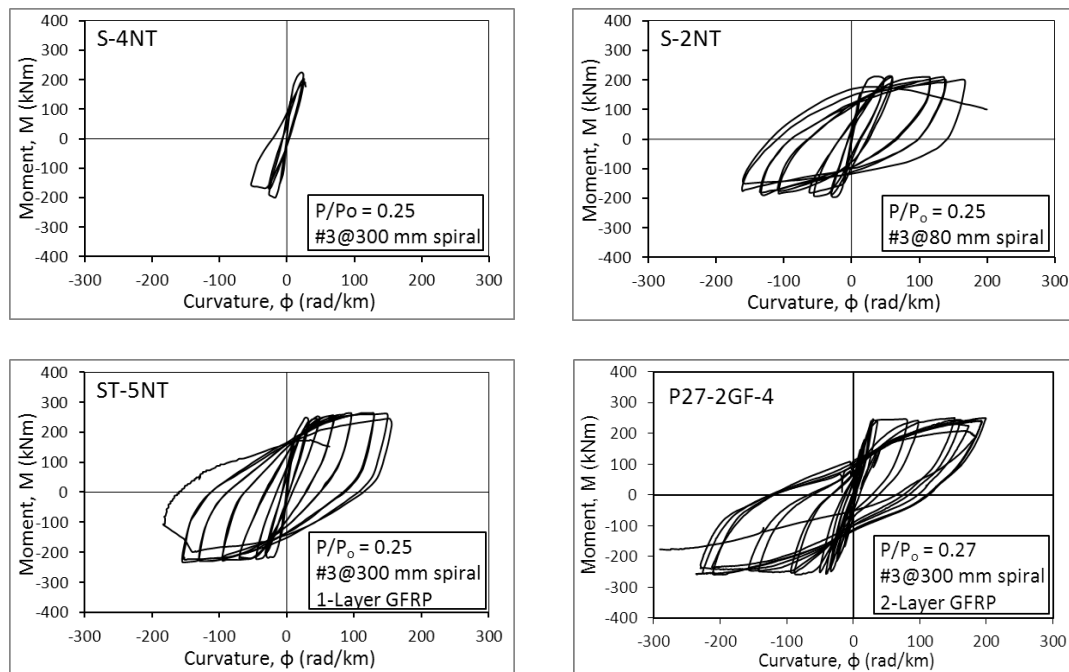 S-4NT
400
300
200
100
0
-100
-200
-300
-400
-300 -200 -100 0 100 200 300
Moment, M (kNm)
Curvature, ϕ (rad/km)
P/Po = 0.25
#3@300 mm spiral
S-2NT
400
300
200
100
0
-100
-200
-300
-400
-300 -200 -100 0 100 200 300
Moment, M (kNm)
Curvature, ϕ (rad/km)
P/Pₒ = 0.25
#3@80 mm spiral
ST-5NT
400
300
200
100
0
-100
-200
-300
-400
-300 -200 -100 0 100 200 300
Moment, M (kNm)
Curvature, ϕ (rad/km)
P/Pₒ = 0.25
#3@300 mm spiral
1-Layer GFRP
P27-2GF-4
400
300
200
100
0
-100
-200
-300
-400
-300 -200 -100 0 100 200 300
Moment, M (kNm)
Curvature, ϕ (rad/km)
P/Pₒ = 0.27
#3@300 mm spiral
2-Layer GFRP